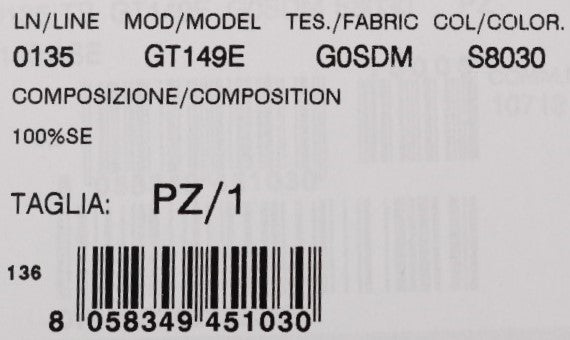 LN/LINE MOD/MODEL TES./FABRIC COL/COLOR.
0135 GT149E G0SDM S8030
COMPOSIZIONE/COMPOSITION
100%SE
TAGLIA: PZ/1
136
8 058349 451030